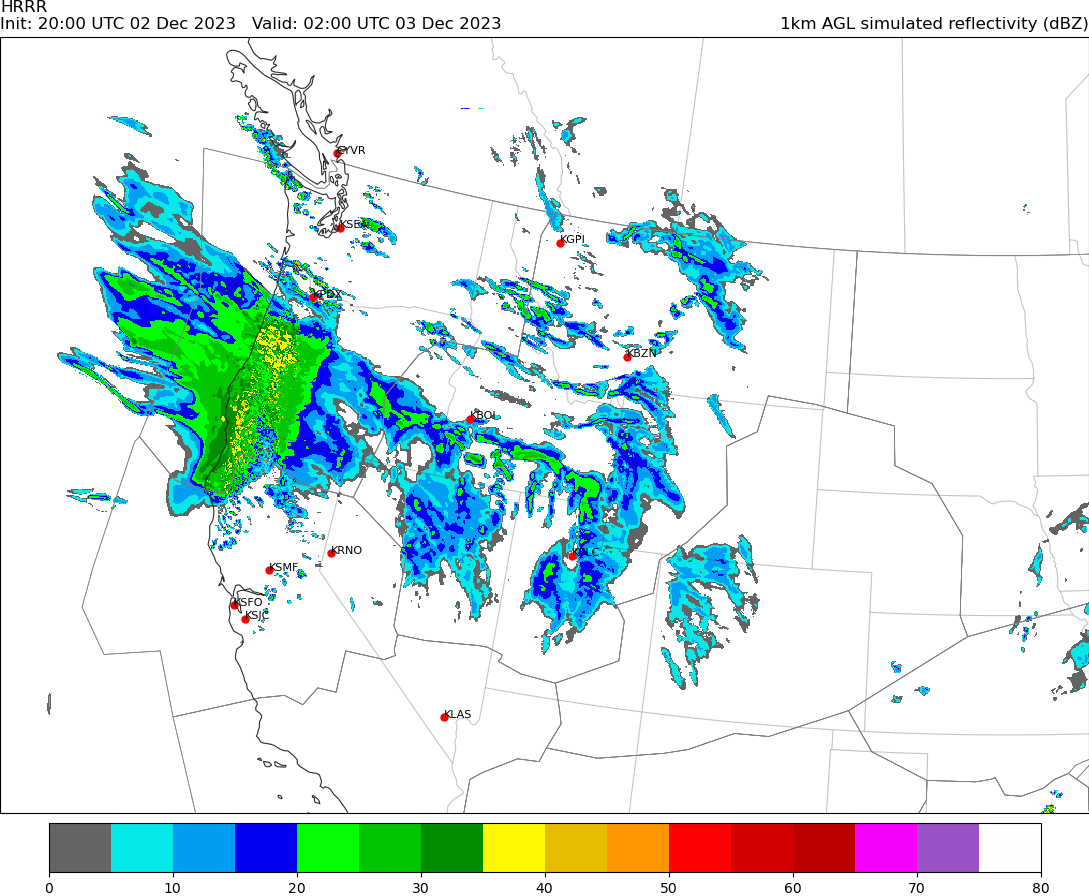 HRRR
Init: 20:00 UTC 02 Dec 2023 Valid: 02:00 UTC 03 Dec 2023 1km AGL simulated reflectivity (dBZ)
CYVR
KSEA
KGPI
KPDX
KBZN
KBOI
KRNO
KSLC
KSMF
KSFO
KSJC
KLAS
0 10 20 30 40 50 60 70 80